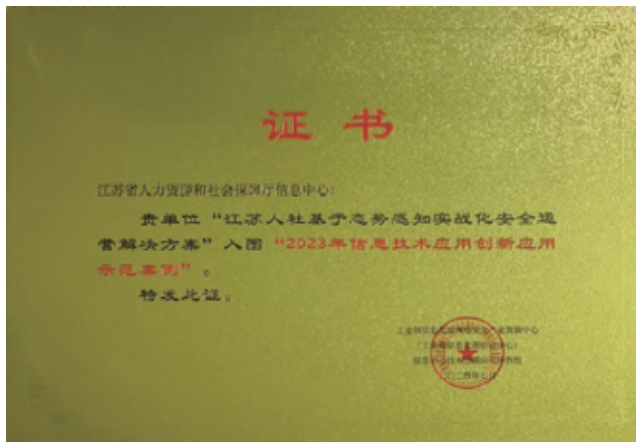 证书
江苏省人力资源和社会保障厅信息中心:
贵单位“江苏人社基于态势感知实战化安全运
营解决方案”入围“2023年信息技术应用创新应用
示范案例”。
特发此证。